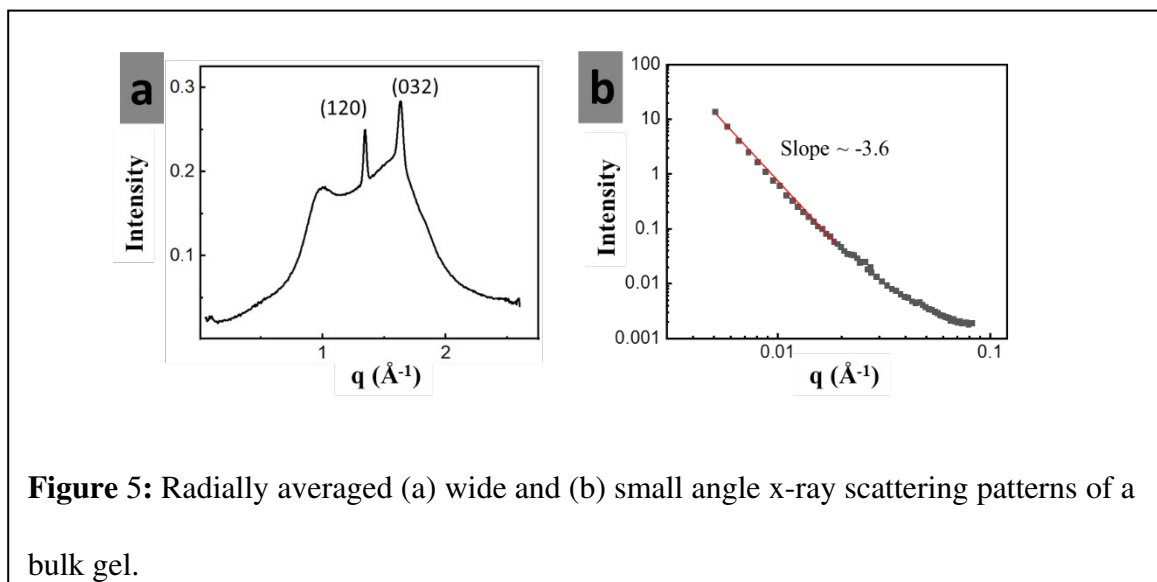 a
0.3
0.2
0.1
Intensity
(120)
(032)
1
2
q (Å-1)
b
100
10
1
0.1
0.01
0.001
Intensity
Slope ~ -3.6
0.01
0.1
q (Å-1)
Figure 5: Radially averaged (a) wide and (b) small angle x-ray scattering patterns of a
bulk gel.